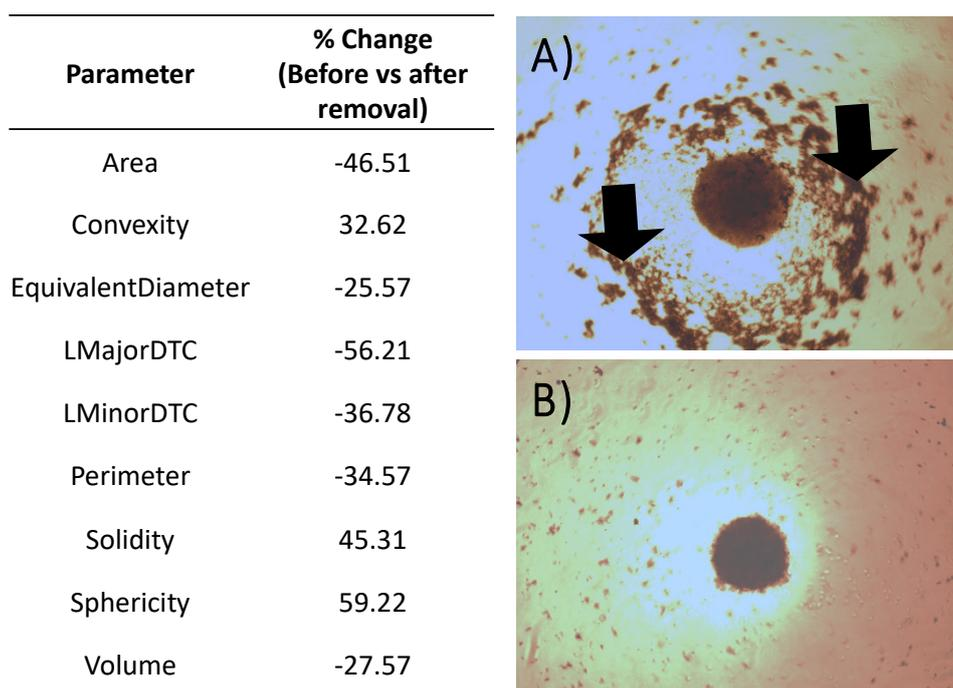 Parameter % Change (Before vs after removal)
Area -46.51
Convexity 32.62
EquivalentDiameter -25.57
LMajorDTC -56.21
LMinorDTC -36.78
Perimeter -34.57
Solidity 45.31
Sphericity 59.22
Volume -27.57
A)
B)